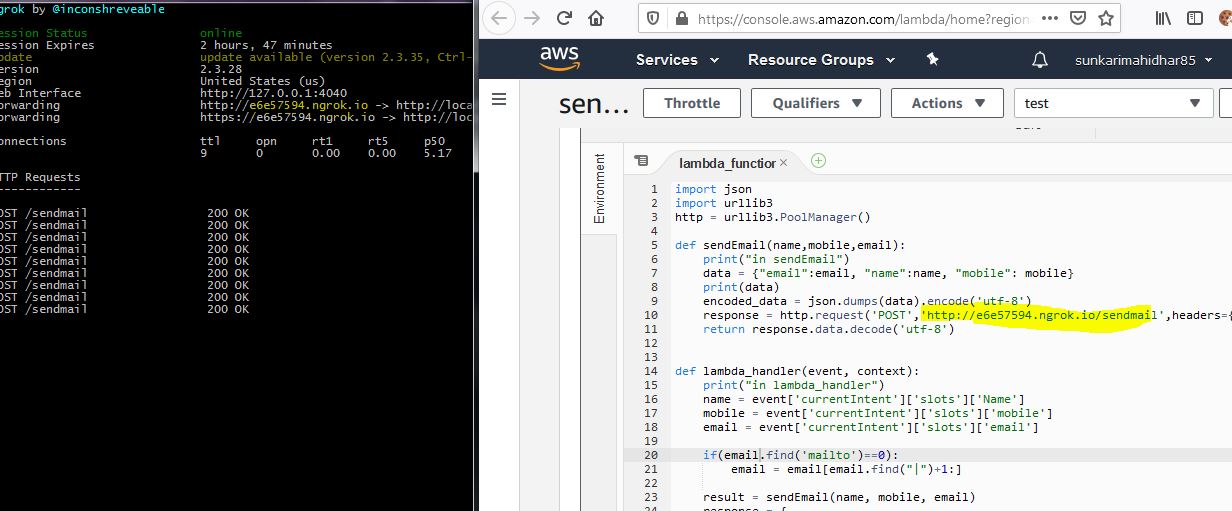 grok by @inconshreveable
ession Status online
ession Expires 2 hours, 47 minutes
pdate update available (version 2.3.35, Ctrl-
ersion 2.3.28
egion United States (us)
eb Interface http://127.0.0.1:4040
orwarding http://e6e57594.ngrok.io -> http://loca
orwarding https://e6e57594.ngrok.io -> http://loc
onnections ttl opn rt1 rt5 p50
9 0 0.00 0.00 5.17
TTP Requests
-------------
OST /sendmail 200 OK
OST /sendmail 200 OK
OST /sendmail 200 OK
OST /sendmail 200 OK
OST /sendmail 200 OK
OST /sendmail 200 OK
OST /sendmail 200 OK
OST /sendmail 200 OK
OST /sendmail 200 OK
https://console.aws.amazon.com/lambda/home?region
aws Services Resource Groups sunkarimahidhar85
sen... Throttle Qualifiers Actions test
Environment
lambda_function
1 import json
2 import urllib3
3 http = urllib3.PoolManager()
4
5 def sendEmail(name,mobile,email):
6 print("in sendEmail")
7 data = {"email":email, "name":name, "mobile": mobile}
8 print(data)
9 encoded_data = json.dumps(data).encode('utf-8')
10 response = http.request('POST','http://e6e57594.ngrok.io/sendmail',headers={
11 return response.data.decode('utf-8')
12
13
14 def lambda_handler(event, context):
15 print("in lambda_handler")
16 name = event['currentIntent']['slots']['Name']
17 mobile = event['currentIntent']['slots']['mobile']
18 email = event['currentIntent']['slots']['email']
19
20 if(email.find('mailto')==0):
21 email = email[email.find("|")+1:]
22
23 result = sendEmail(name, mobile, email)
24 response = {